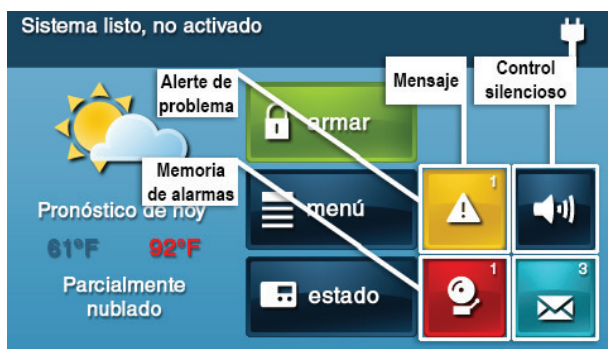 Sistema listo, no activado
Alerte de
problema
Mensaje
Control
silencioso
armar
Memoria
de alarmas
Pronóstico de hoy
menú
1
61°F
92°F
Parcialmente
nublado
estado
1
3